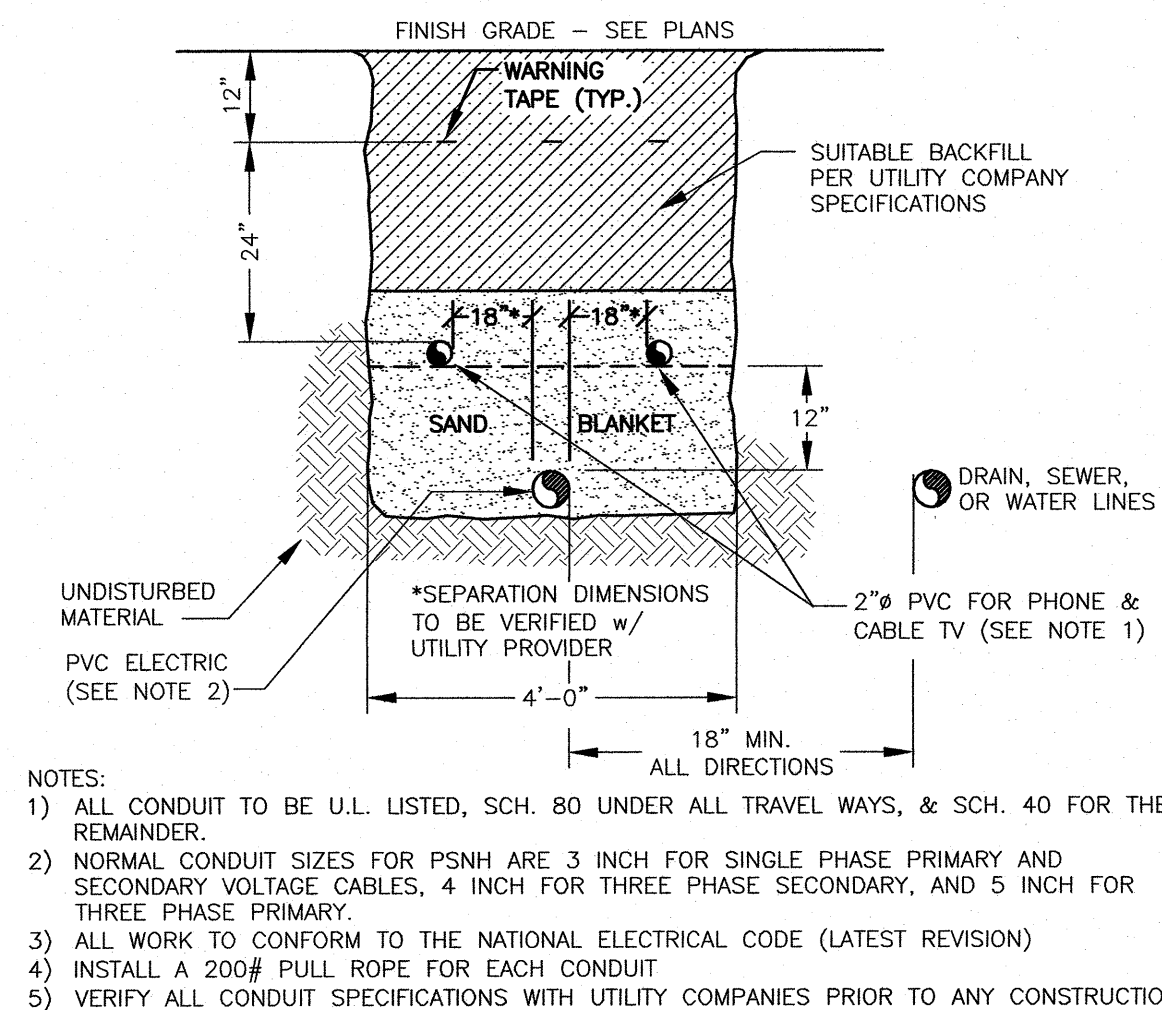 FINISH GRADE – SEE PLANS
12"
WARNING
TAPE (TYP.)
SUITABLE BACKFILL
PER UTILITY COMPANY
SPECIFICATIONS
24"
18"*
18"*
SAND
BLANKET
12"
DRAIN, SEWER,
OR WATER LINES
UNDISTURBED
MATERIAL
*SEPARATION DIMENSIONS
TO BE VERIFIED w/
UTILITY PROVIDER
2"ø PVC FOR PHONE &
CABLE TV (SEE NOTE 1)
PVC ELECTRIC
(SEE NOTE 2)
4'–0"
18" MIN.
ALL DIRECTIONS
NOTES:
1) ALL CONDUIT TO BE U.L. LISTED, SCH. 80 UNDER ALL TRAVEL WAYS, & SCH. 40 FOR THE
REMAINDER.
2) NORMAL CONDUIT SIZES FOR PSNH ARE 3 INCH FOR SINGLE PHASE PRIMARY AND
SECONDARY VOLTAGE CABLES, 4 INCH FOR THREE PHASE SECONDARY, AND 5 INCH FOR
THREE PHASE PRIMARY.
3) ALL WORK TO CONFORM TO THE NATIONAL ELECTRICAL CODE (LATEST REVISION)
4) INSTALL A 200# PULL ROPE FOR EACH CONDUIT
5) VERIFY ALL CONDUIT SPECIFICATIONS WITH UTILITY COMPANIES PRIOR TO ANY CONSTRUCTIO